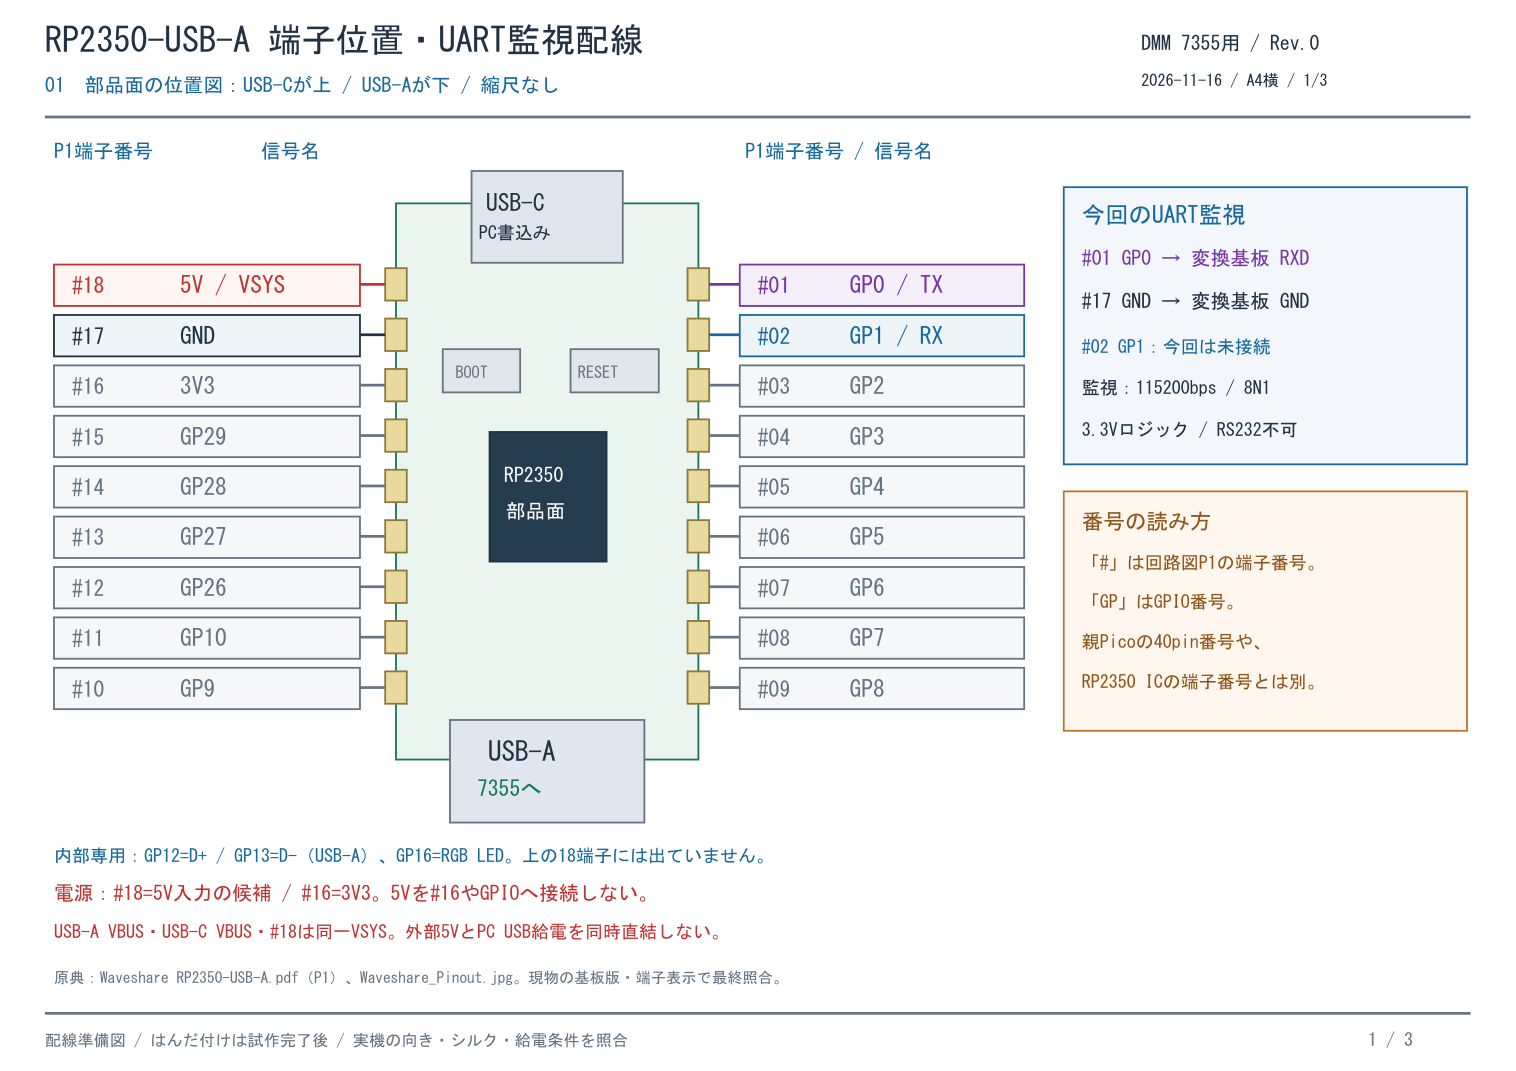 RP2350-USB-A 端子位置・UART監視配線
DMM 7355用 / Rev.0
01 部品面の位置図：USB-Cが上 / USB-Aが下 / 縮尺なし
2026-11-16 / A4横 / 1/3
P1端子番号 信号名
P1端子番号 / 信号名
USB-C
PC書込み
#18 5V / VSYS
#17 GND
#16 3V3
#15 GP29
#14 GP28
#13 GP27
#12 GP26
#11 GP10
#10 GP9
BOOT
RESET
RP2350
部品面
#01 GP0 / TX
#02 GP1 / RX
#03 GP2
#04 GP3
#05 GP4
#06 GP5
#07 GP6
#08 GP7
#09 GP8
USB-A
7355へ
今回のUART監視
#01 GP0 → 変換基板 RXD
#17 GND → 変換基板 GND
#02 GP1：今回は未接続
監視：115200bps / 8N1
3.3Vロジック / RS232不可
番号の読み方
「#」は回路図P1の端子番号。
「GP」はGPIO番号。
親Picoの40pin番号や、
RP2350 ICの端子番号とは別。
内部専用：GP12=D+ / GP13=D-（USB-A）、GP16=RGB LED。上の18端子には出ていません。
電源：#18=5V入力の候補 / #16=3V3。5Vを#16やGPIOへ接続しない。
USB-A VBUS・USB-C VBUS・#18は同一VSYS。外部5VとPC USB給電を同時直結しない。
原典：Waveshare RP2350-USB-A.pdf（P1）、Waveshare_Pinout.jpg。現物の基板版・端子表示で最終照合。
配線準備図 / はんだ付けは試作完了後 / 実機の向き・シルク・給電条件を照合
1 / 3